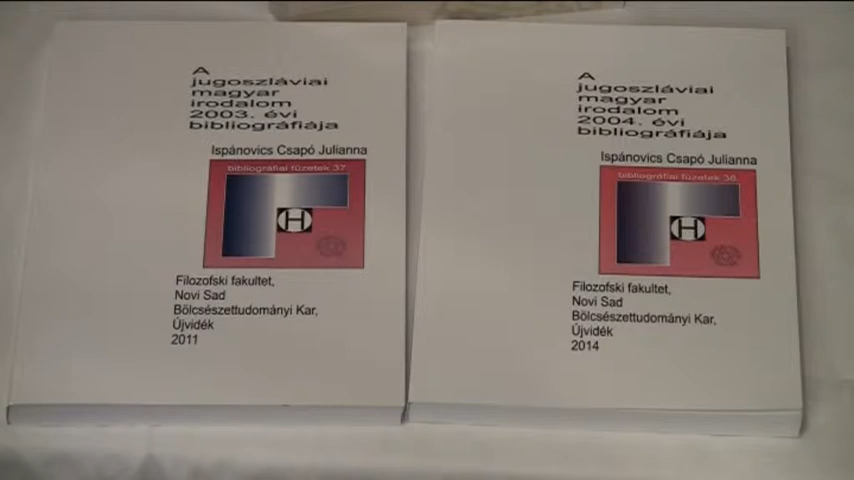 A
jugoszláviai
magyar
irodalom
2003. évi
bibliográfiája
Ispánovics Csapó Julianna
bibliográfiai füzetek 37.
H
Filozofski fakultet,
Novi Sad
Bölcsészettudományi Kar,
Újvidék
2011
A
jugoszláviai
magyar
irodalom
2004. évi
bibliográfiája
Ispánovics Csapó Julianna
bibliográfiai füzetek 38.
H
Filozofski fakultet,
Novi Sad
Bölcsészettudományi Kar,
Újvidék
2014